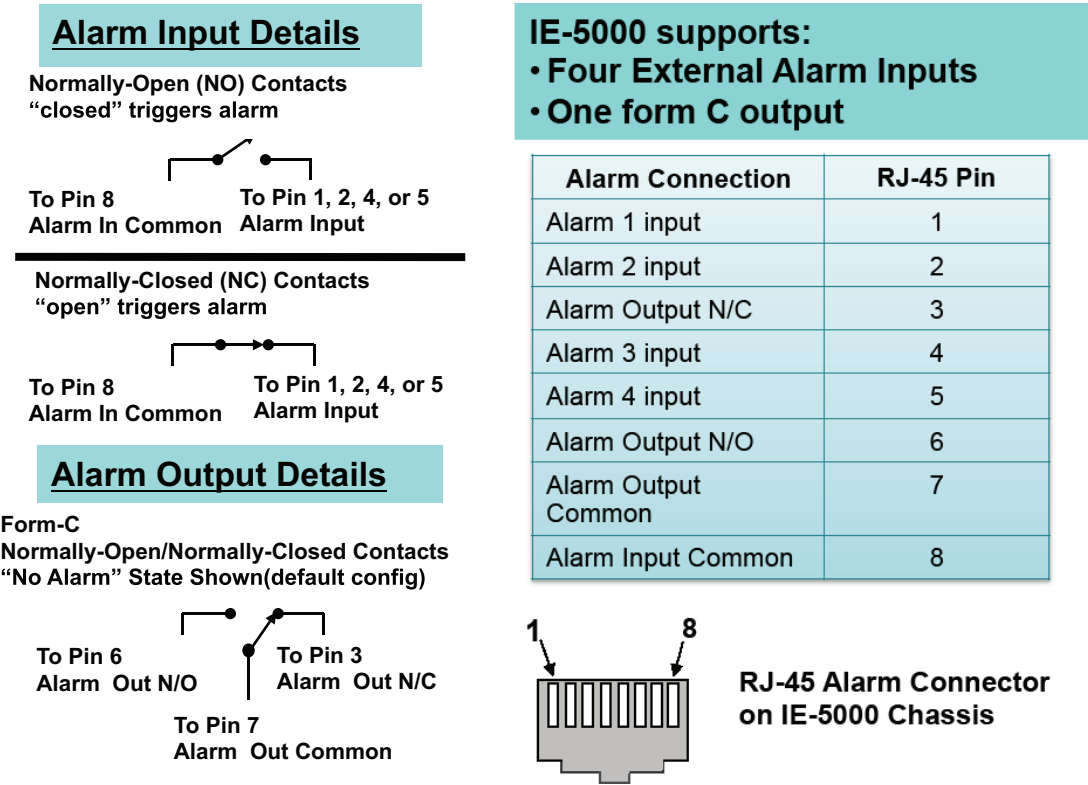 Alarm Input Details
Normally-Open (NO) Contacts
“closed” triggers alarm
To Pin 8
Alarm In Common
To Pin 1, 2, 4, or 5
Alarm Input
Normally-Closed (NC) Contacts
“open” triggers alarm
To Pin 8
Alarm In Common
To Pin 1, 2, 4, or 5
Alarm Input
Alarm Output Details
Form-C
Normally-Open/Normally-Closed Contacts
“No Alarm” State Shown(default config)
To Pin 6
Alarm Out N/O
To Pin 3
Alarm Out N/C
To Pin 7
Alarm Out Common
IE-5000 supports:
• Four External Alarm Inputs
• One form C output
Alarm Connection RJ-45 Pin
Alarm 1 input 1
Alarm 2 input 2
Alarm Output N/C 3
Alarm 3 input 4
Alarm 4 input 5
Alarm Output N/O 6
Alarm Output 7
Common
Alarm Input Common 8
1 8
RJ-45 Alarm Connector
on IE-5000 Chassis